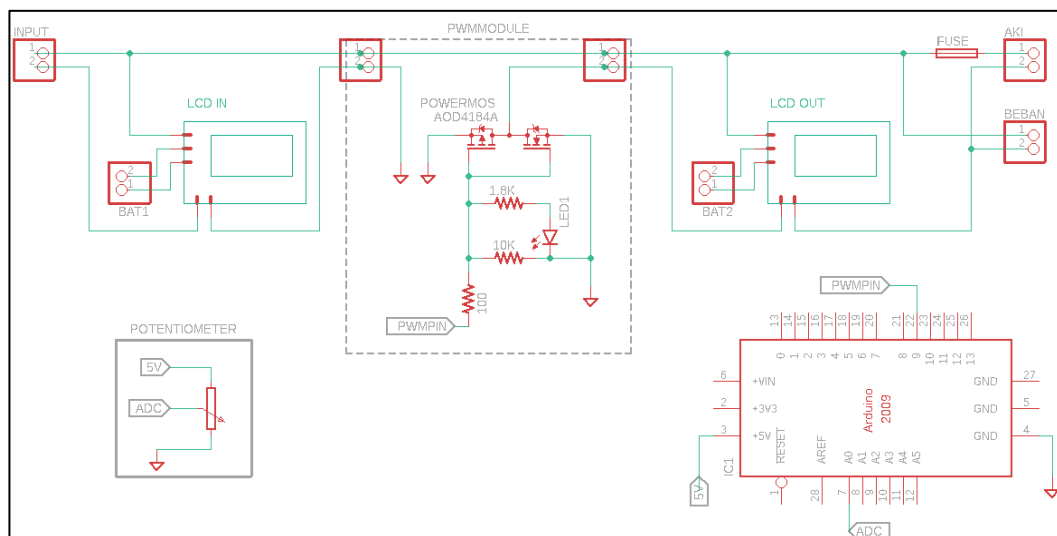 INPUT
1
2
LCD IN
2
1
BAT1
PWMMODULE
1
2
1
2
POWERMOS
AOD4184A
1.8K
LED1
10K
100
PWMPIN
LCD OUT
2
1
BAT2
FUSE
AKI
1
2
BEBAN
1
2
POTENTIOMETER
5V
ADC
PWMPIN
13
14
15
16
17
18
19
20
21
22
23
24
25
26
0
1
2
3
4
5
6
7
8
9
10
11
12
13
6
+VIN
2
+3V3
3
+5V
Arduino
2009
GND
27
GND
5
GND
4
IC1
RESET
AREF
A0
A1
A2
A3
A4
A5
1
28
7
8
9
10
11
12
5V
ADC